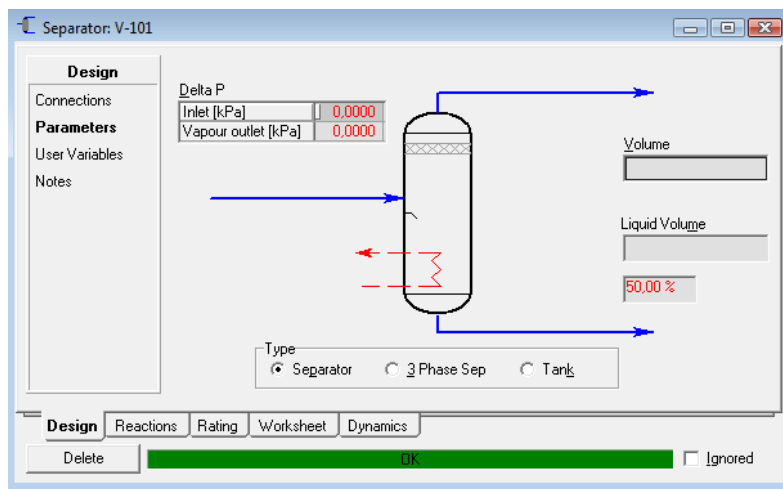 Separator: V-101
Design
Connections
Parameters
User Variables
Notes
Delta P
Inlet [kPa] 0,0000
Vapour outlet [kPa] 0,0000
Volume
Liquid Volume
50,00 %
Type
Separator 3 Phase Sep Tank
Design Reactions Rating Worksheet Dynamics
Delete OK Ignored